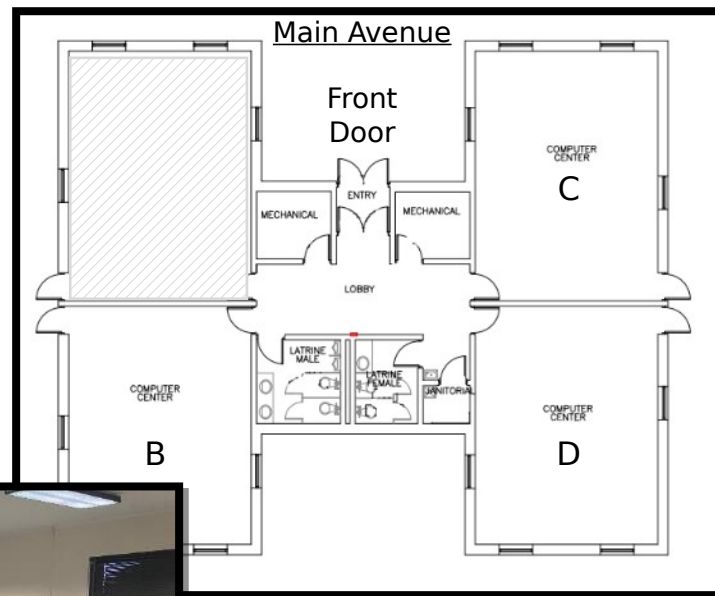 Main Avenue
Front
Door
ENTRY
MECHANICAL
MECHANICAL
COMPUTER
CENTER
C
LOBBY
LATRINE
MALE
LATRINE
FEMALE
JANITORIAL
COMPUTER
CENTER
B
COMPUTER
CENTER
D